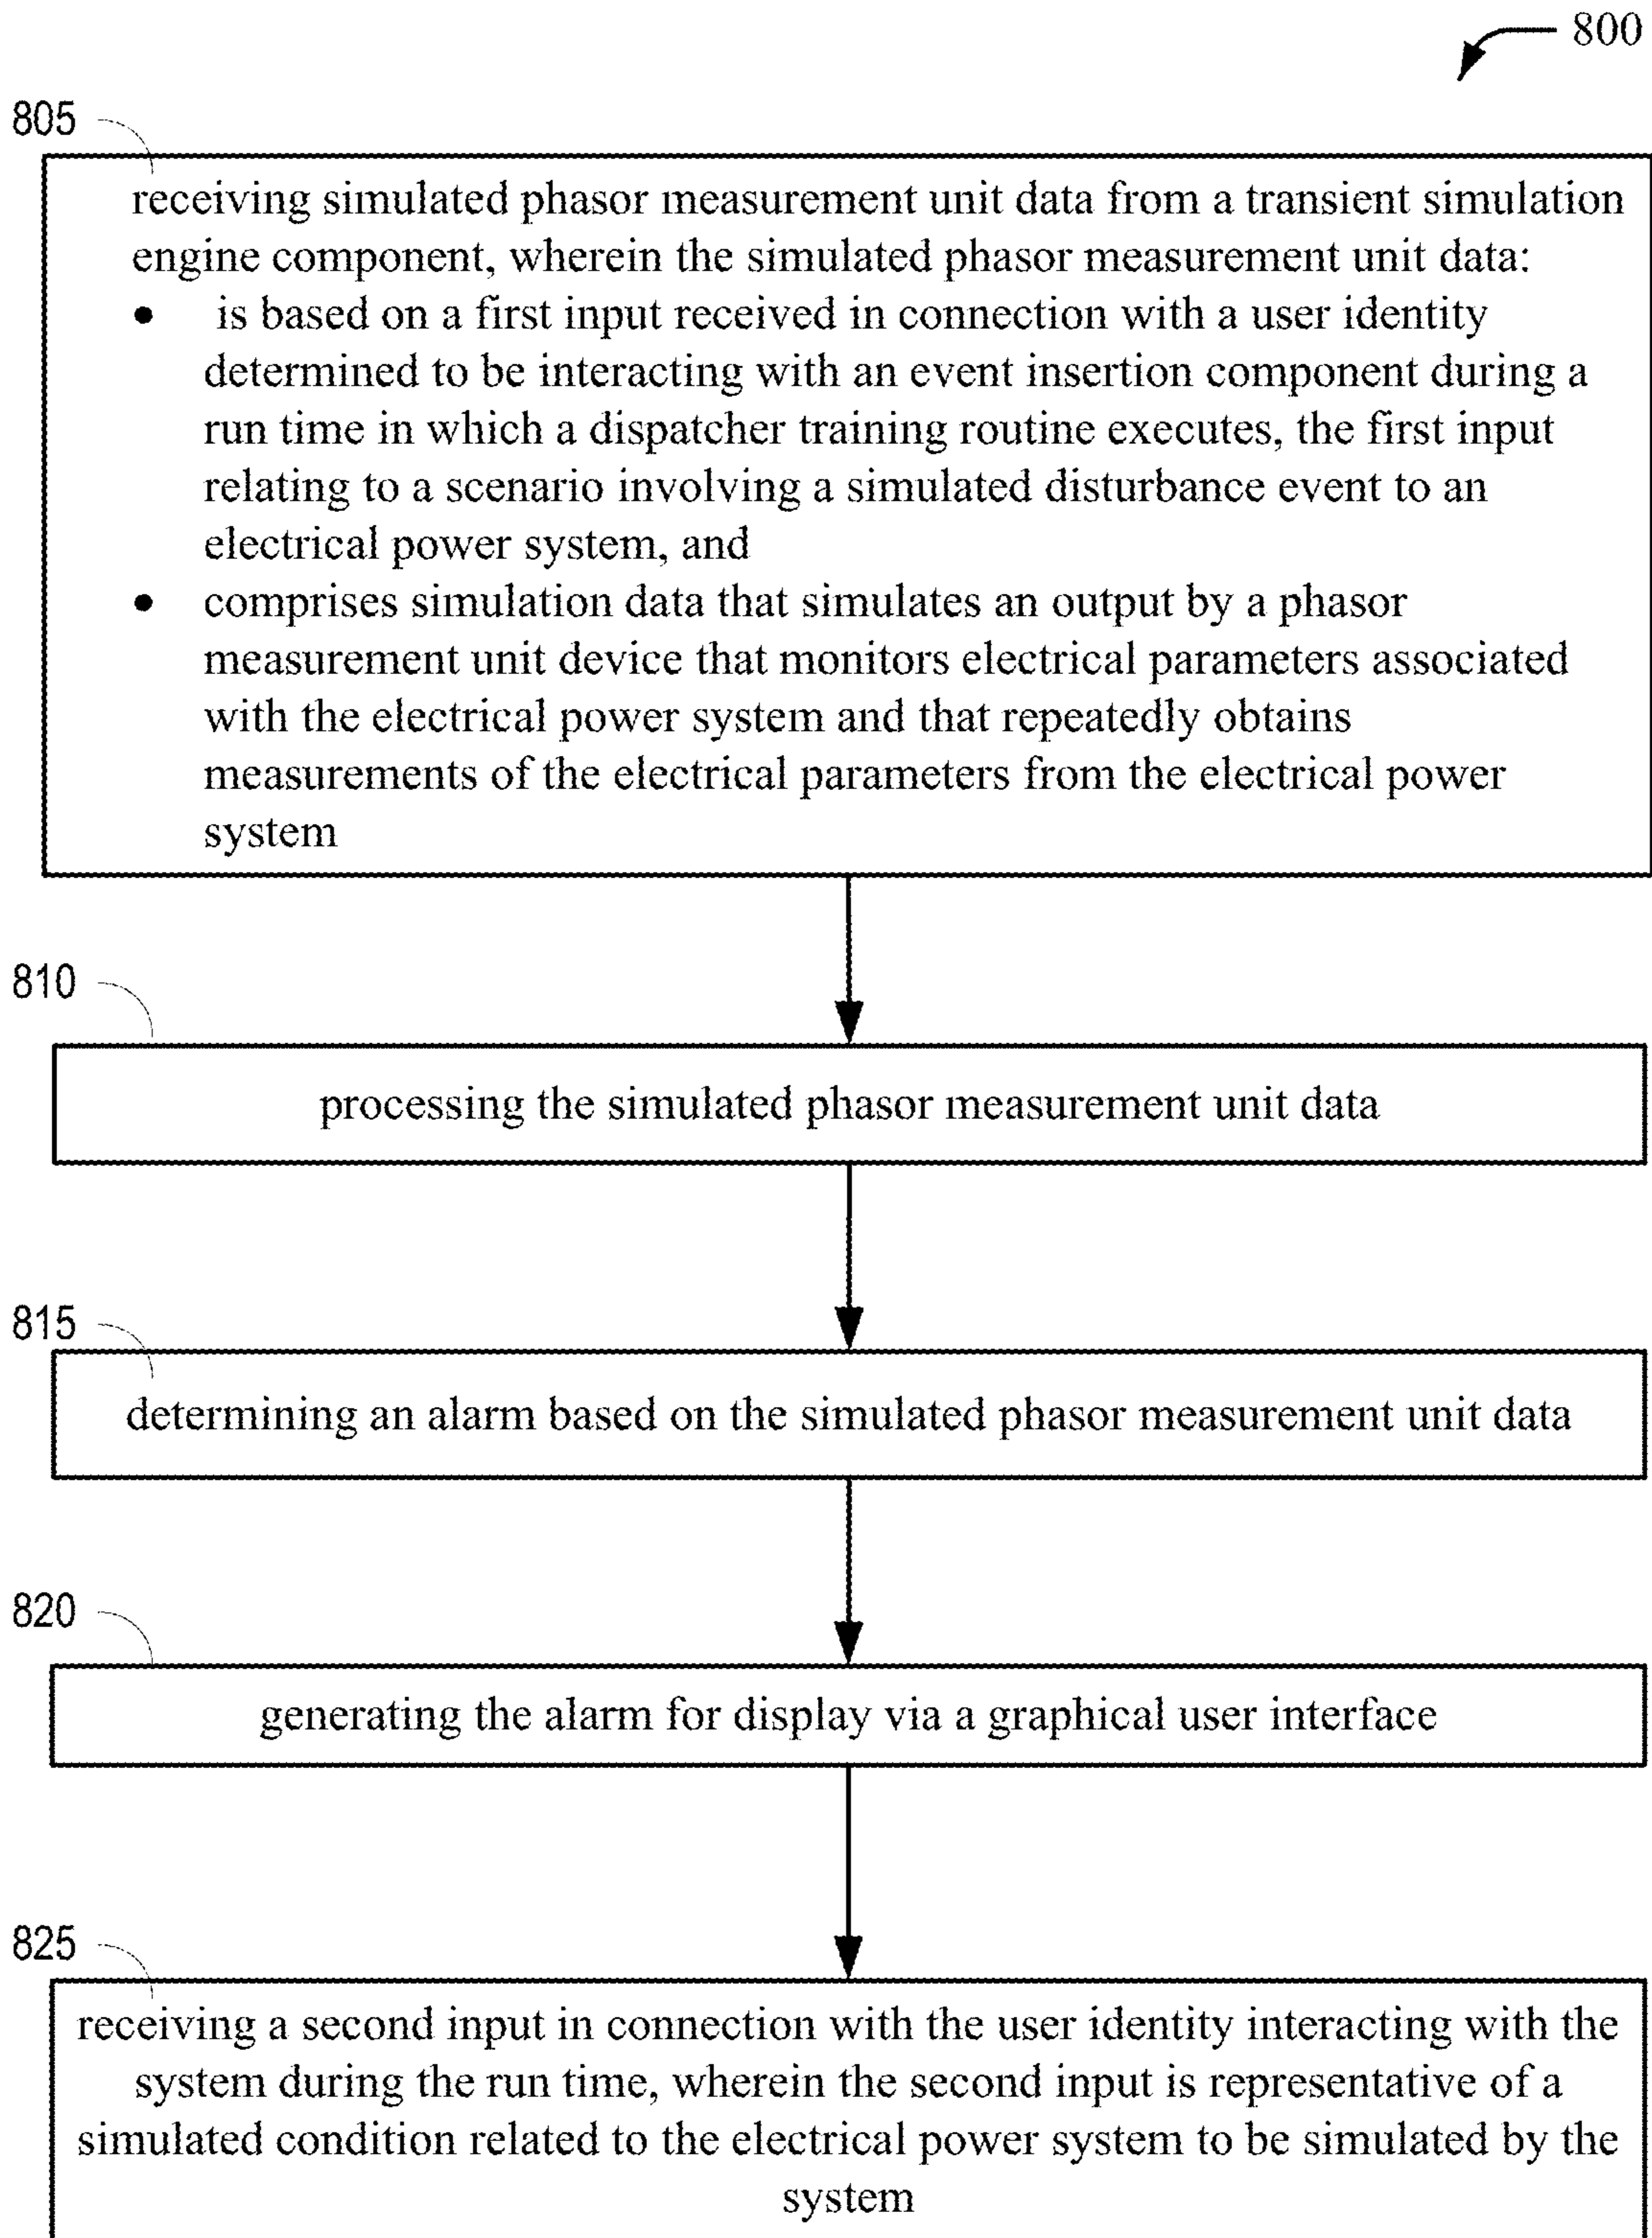 800
805
receiving simulated phasor measurement unit data from a transient simulation
engine component, wherein the simulated phasor measurement unit data:
• is based on a first input received in connection with a user identity
determined to be interacting with an event insertion component during a
run time in which a dispatcher training routine executes, the first input
relating to a scenario involving a simulated disturbance event to an
electrical power system, and
• comprises simulation data that simulates an output by a phasor
measurement unit device that monitors electrical parameters associated
with the electrical power system and that repeatedly obtains
measurements of the electrical parameters from the electrical power
system
810
processing the simulated phasor measurement unit data
815
determining an alarm based on the simulated phasor measurement unit data
820
generating the alarm for display via a graphical user interface
825
receiving a second input in connection with the user identity interacting with the
system during the run time, wherein the second input is representative of a
simulated condition related to the electrical power system to be simulated by the
system